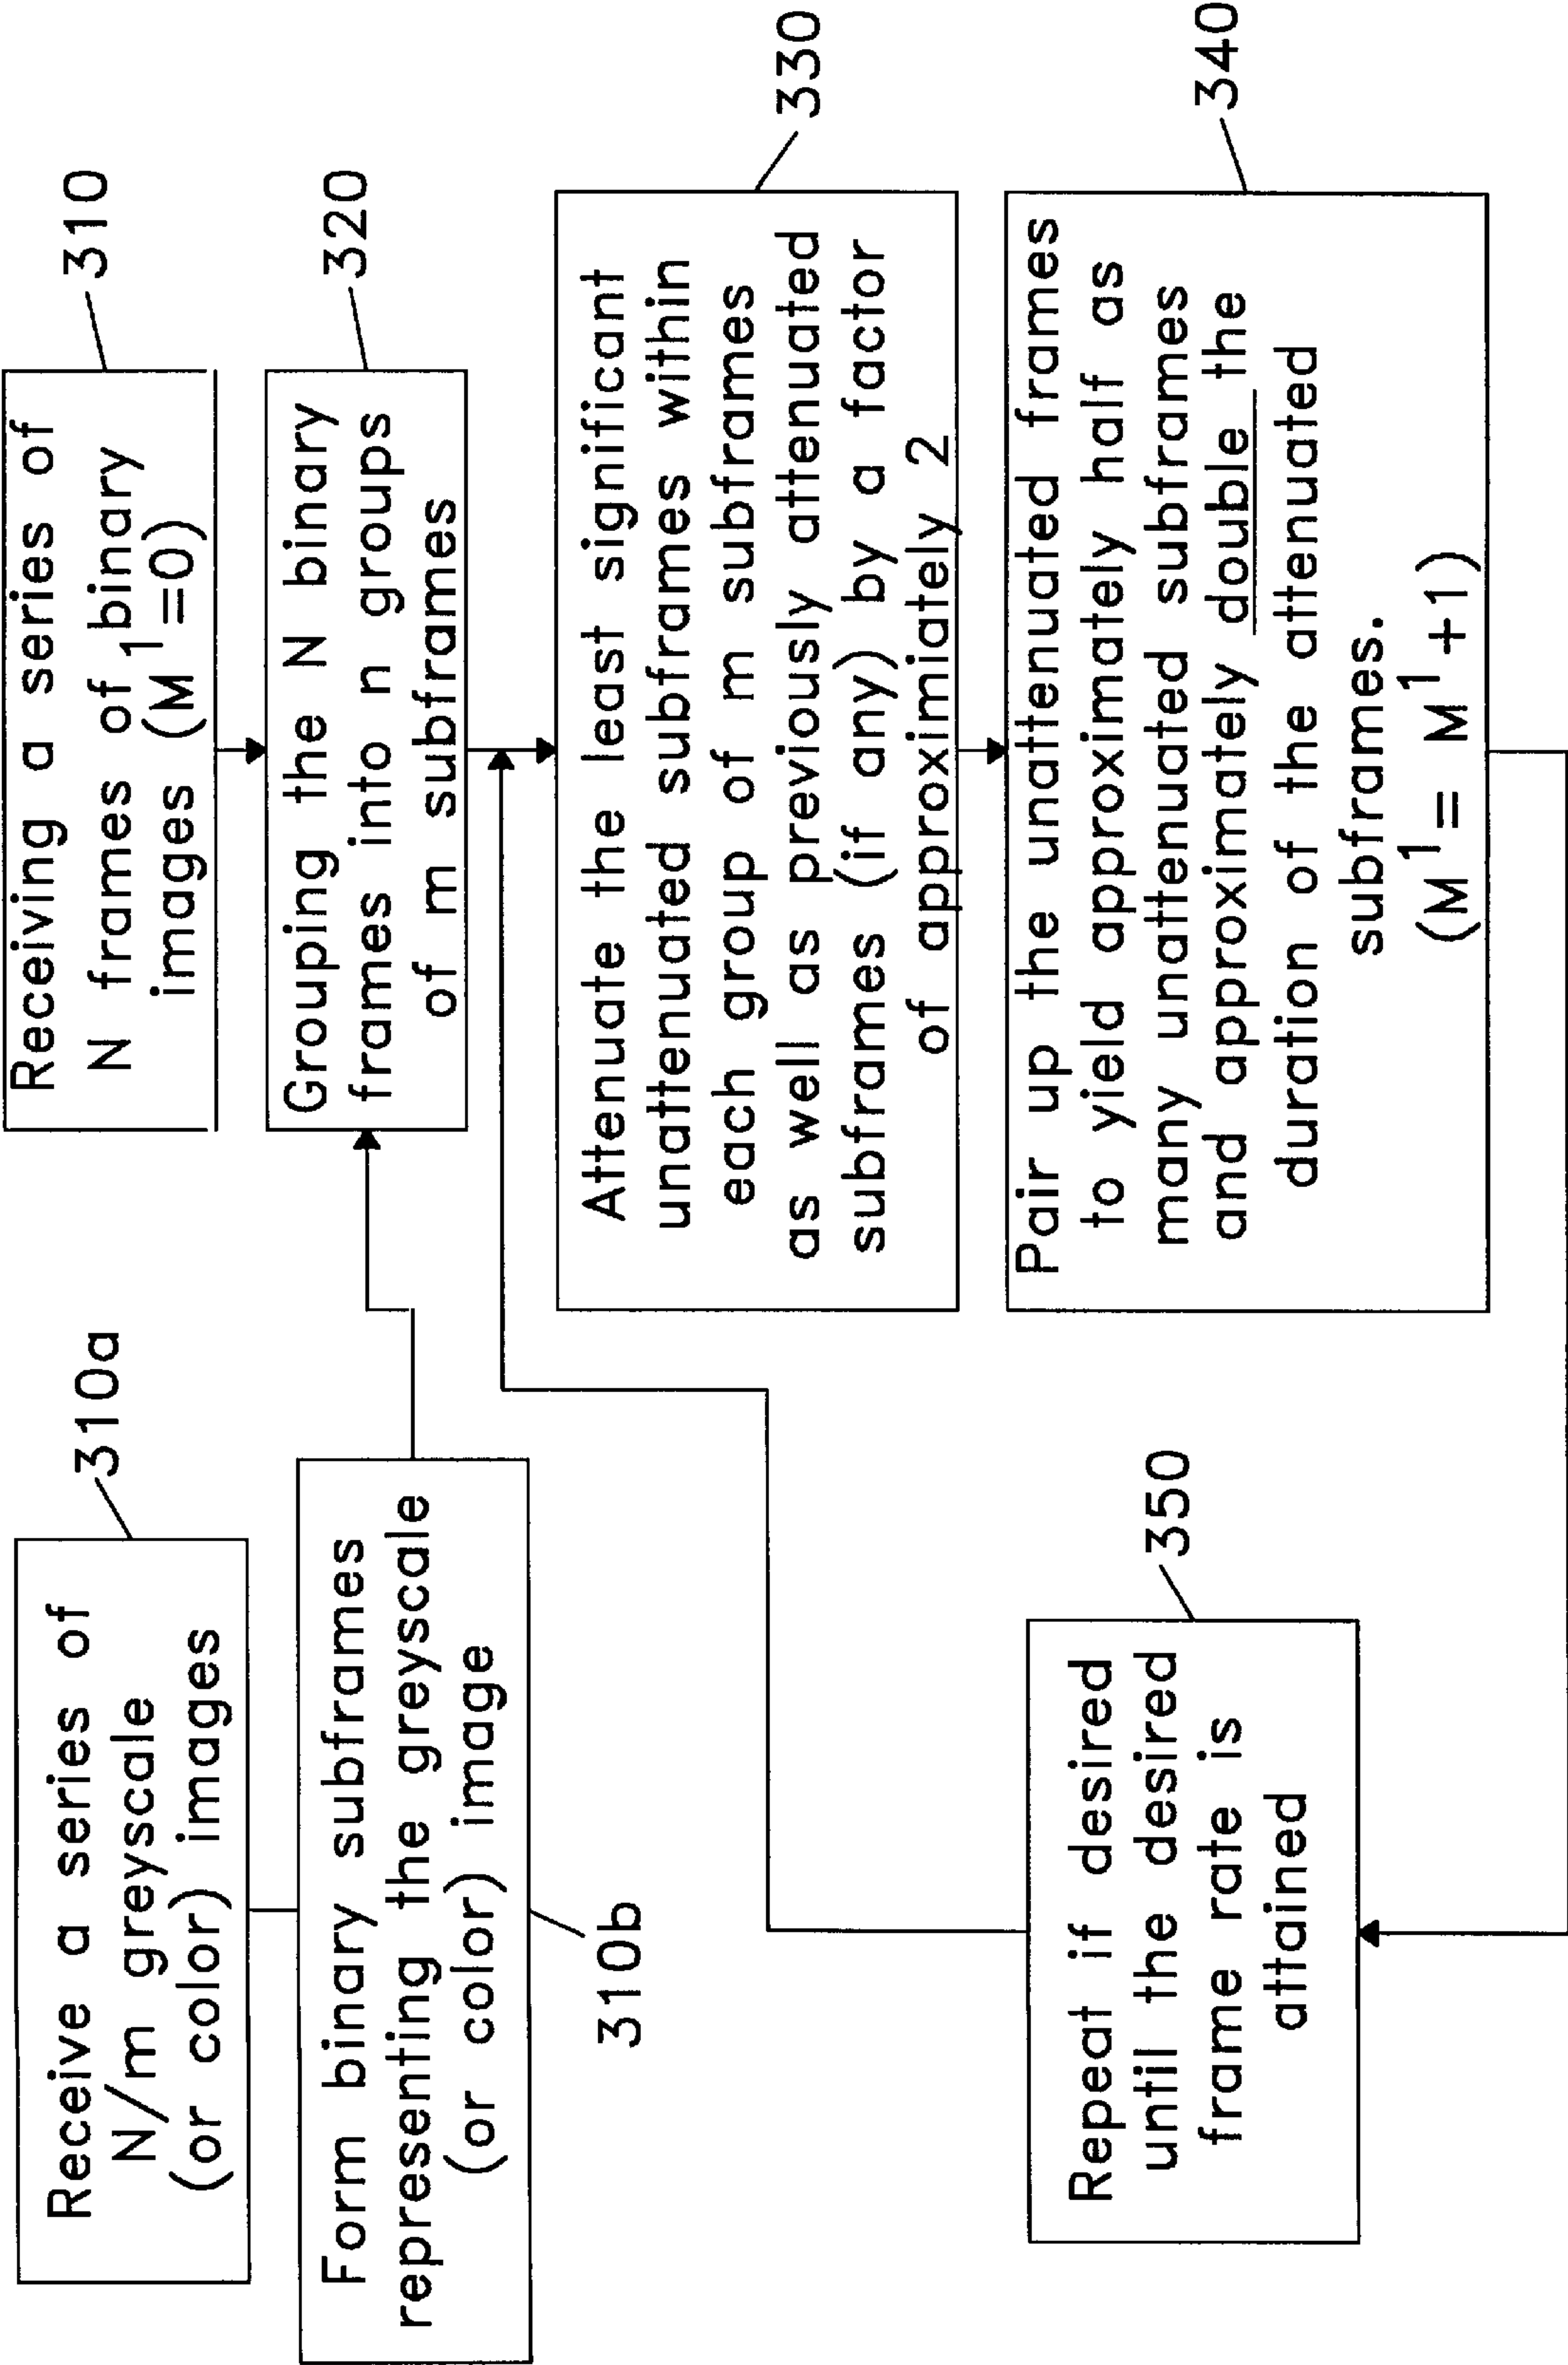 Receive a series of
N/m greyscale
(or color) images
310a
Form binary subframes
representing the greyscale
(or color) image
310b
Receiving a series of
N frames of binary
images (M¹=0)
310
Grouping the N binary
frames into n groups
of m subframes
320
Attenuate the least significant
unattenuated subframes within
each group of m subframes
as well as previously attenuated
subframes (if any) by a factor
of approximiately 2
330
Pair up the unattenuated frames
to yield approximately half as
many unattenuated subframes
and approximately double the
duration of the attenuated
subframes.
(M¹= M¹+1)
340
Repeat if desired
until the desired
frame rate is
attained
350